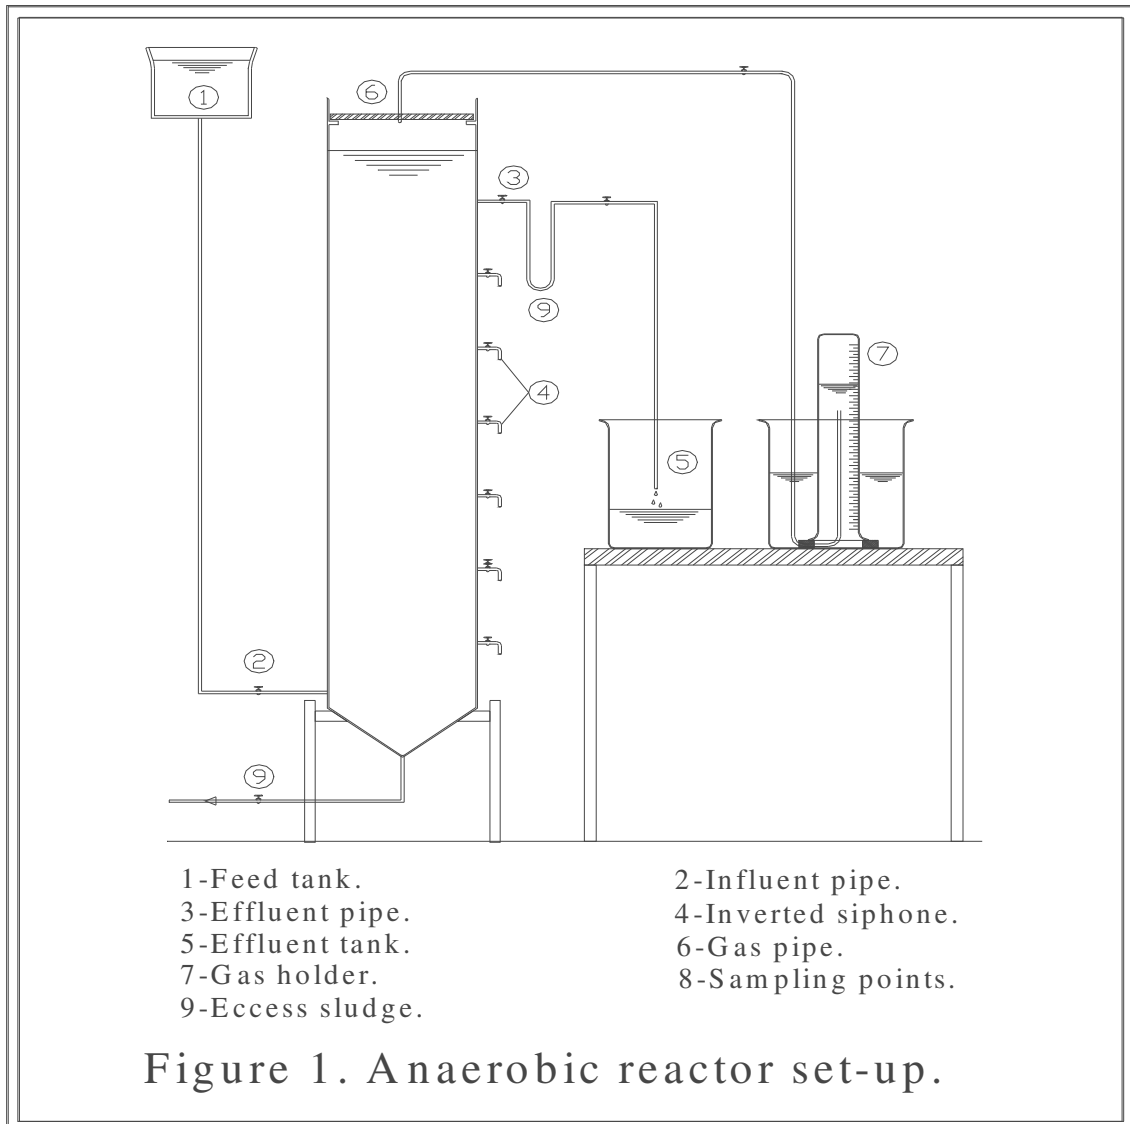 1
6
3
9
7
4
5
2
9
1-Feed tank.
2-Influent pipe.
3-Effluent pipe.
4-Inverted siphone.
5-Effluent tank.
6-Gas pipe.
7-Gas holder.
8-Sampling points.
9-Eccess sludge.
Figure 1. Anaerobic reactor set-up.